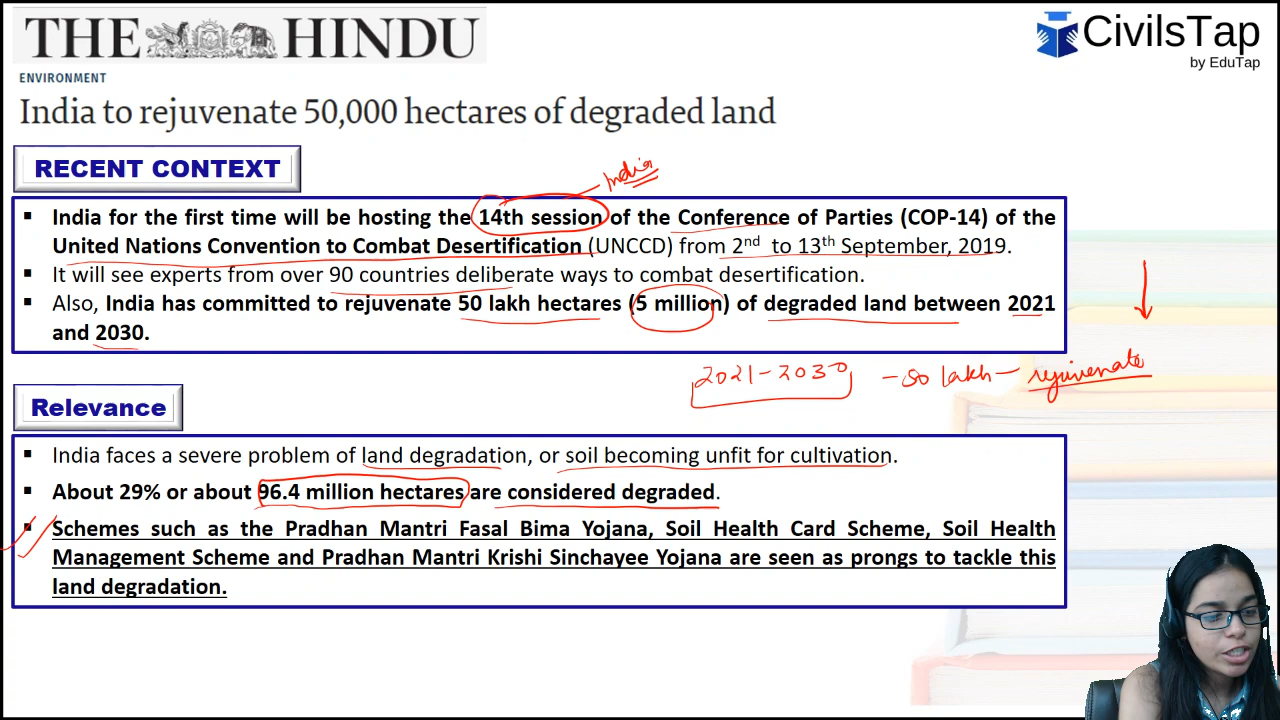 THE HINDU
CivilsTap
by EduTap
ENVIRONMENT
India to rejuvenate 50,000 hectares of degraded land
RECENT CONTEXT
India
▪ India for the first time will be hosting the 14th session of the Conference of Parties (COP-14) of the
United Nations Convention to Combat Desertification (UNCCD) from 2nd to 13th September, 2019.
▪ It will see experts from over 90 countries deliberate ways to combat desertification.
▪ Also, India has committed to rejuvenate 50 lakh hectares (5 million) of degraded land between 2021
and 2030.
2021-2030 - 50 lakh - rejuvenate
Relevance
▪ India faces a severe problem of land degradation, or soil becoming unfit for cultivation.
▪ About 29% or about 96.4 million hectares are considered degraded.
▪ Schemes such as the Pradhan Mantri Fasal Bima Yojana, Soil Health Card Scheme, Soil Health
Management Scheme and Pradhan Mantri Krishi Sinchayee Yojana are seen as prongs to tackle this
land degradation.